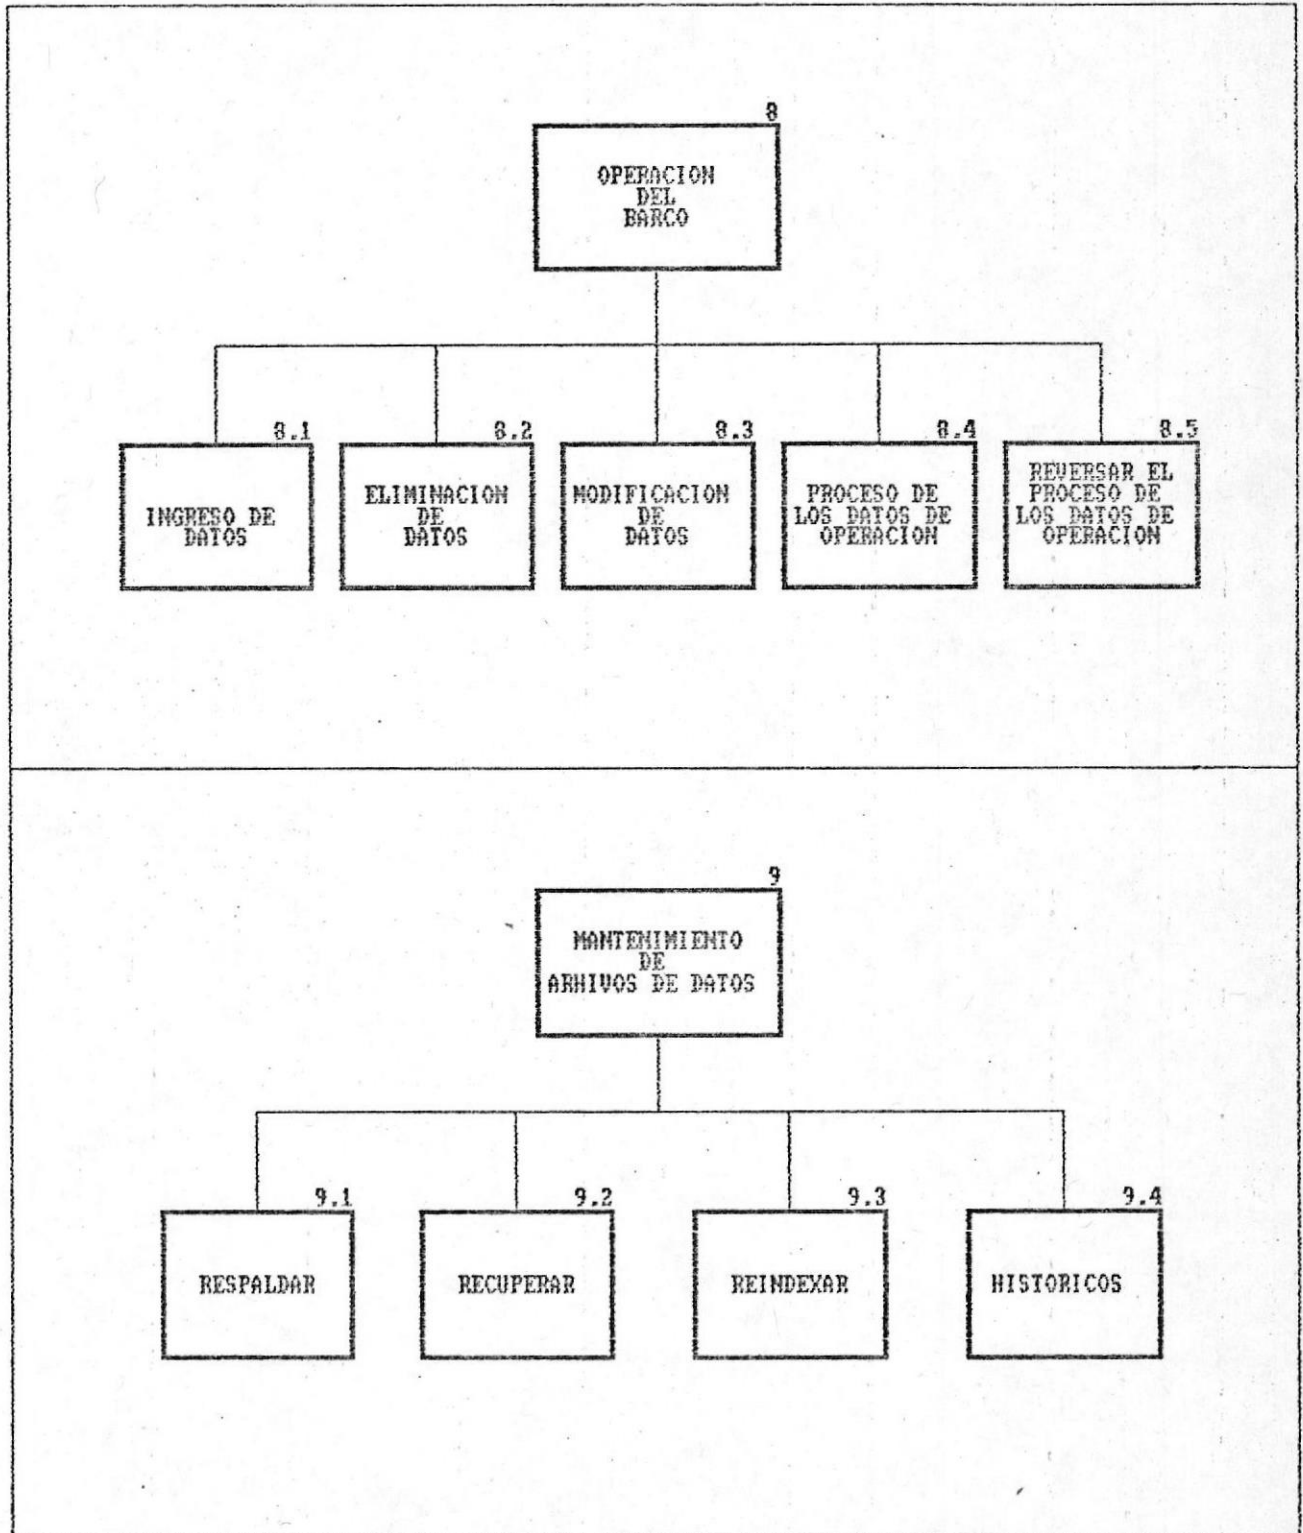 8
OPERACION
DEL
BARCO
8.1
INGRESO DE
DATOS
8.2
ELIMINACION
DE
DATOS
8.3
MODIFICACION
DE
DATOS
8.4
PROCESO DE
LOS DATOS DE
OPERACION
8.5
REVERSAR EL
PROCESO DE
LOS DATOS DE
OPERACION
9
MANTENIMIENTO
DE
ARHIVOS DE DATOS
9.1
RESPALDAR
9.2
RECUPERAR
9.3
REINDEXAR
9.4
HISTORICOS